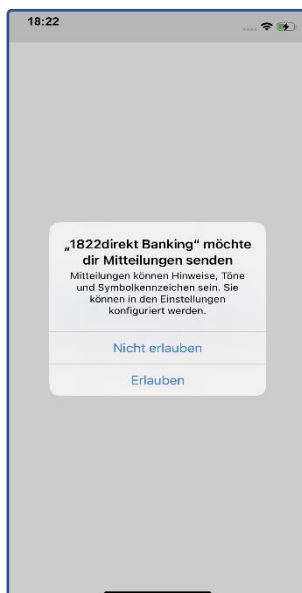 18:22
„1822direkt Banking“ möchte
dir Mitteilungen senden
Mitteilungen können Hinweise, Töne
und Symbolkennzeichen sein. Sie
können in den Einstellungen
konfiguriert werden.
Nicht erlauben
Erlauben